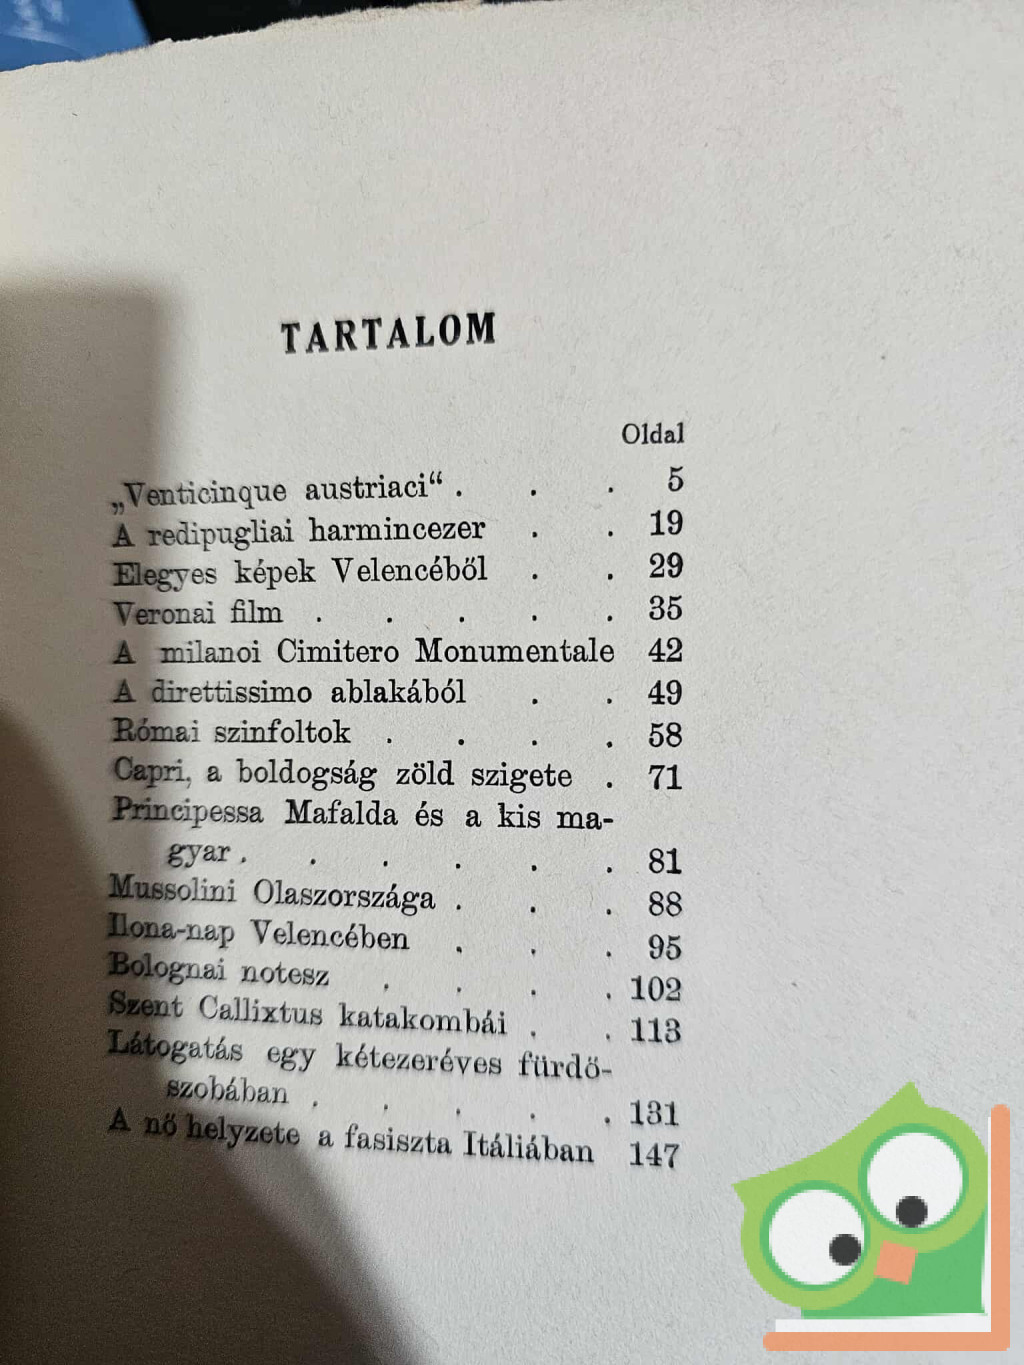 TARTALOM
Oldal
„Venticinque austriaci“ . . . 5
A redipugliai harmincezer . . 19
Elegyes képek Velencéből . . 29
Veronai film . . . . . 35
A milanoi Cimitero Monumentale 42
A direttissimo ablakából . . 49
Római szinfoltok . . . . 58
Capri, a boldogság zöld szigete . 71
Principessa Mafalda és a kis ma-
gyar . . . . . . 81
Mussolini Olaszországa . . . 88
Ilona-nap Velencében . . . 95
Bolognai notesz . . . . 102
Szent Callixtus katakombái . . 113
Látogatás egy kétezeréves fürdő-
szobában . . . . . 131
A nő helyzete a fasiszta Itáliában 147